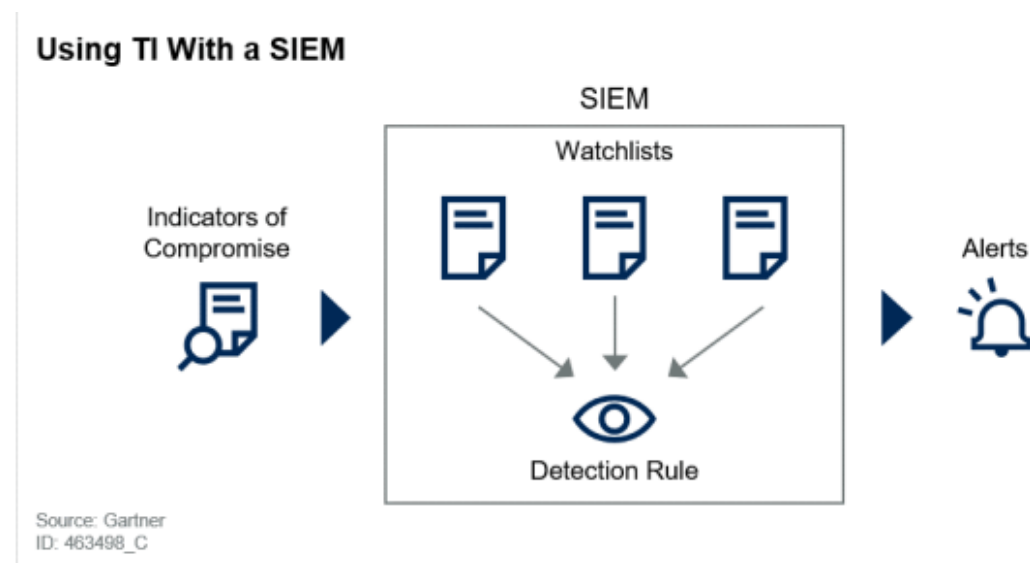 Using TI With a SIEM
SIEM
Watchlists
Indicators of
Compromise
Alerts
Detection Rule
Source: Gartner
ID: 463498_C